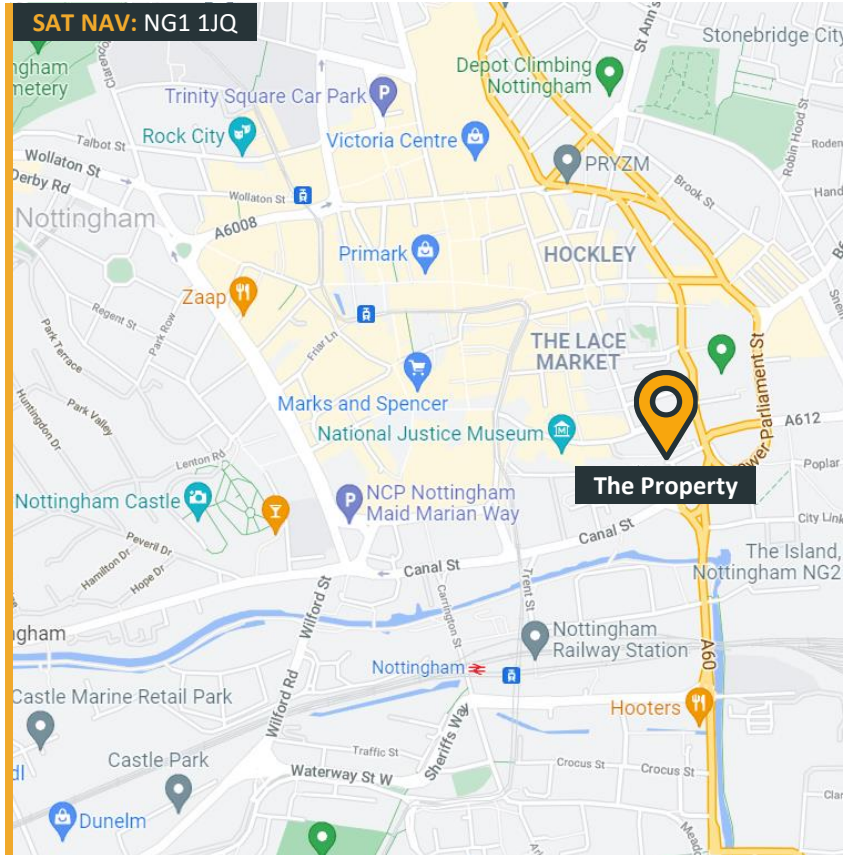 SAT NAV: NG1 1JQ
Stonebridge City
St Ann's
Depot Climbing
Nottingham
Trinity Square Car Park
Rock City
Victoria Centre
Talbot St
Robin Hood St
Wollaton St
Derby Rd
PRYZM
Brook St
Wollaton St
Nottingham
A6008
HOCKLEY
Primark
Zaap
Regent St
Park Row
Friar Ln
THE LACE
MARKET
Park Terrace
Park Valley
Huntingdon Dr
Marks and Spencer
National Justice Museum
A612
Lenton Rd
Poplar
The Property
Nottingham Castle
NCP Nottingham
Maid Marian Way
Canal St
City Link
Peveril Dr
Hamilton Dr
Hope Dr
Canal St
The Island,
Nottingham NG2
Wilford St
Carrington St
Trent St
Nottingham
Railway Station
A60
Nottingham
Castle Marine Retail Park
Wilford Rd
Hooters
Sheriffs Way
Traffic St
Castle Park
Waterway St W
Crocus St
Crocus St
Dunelm